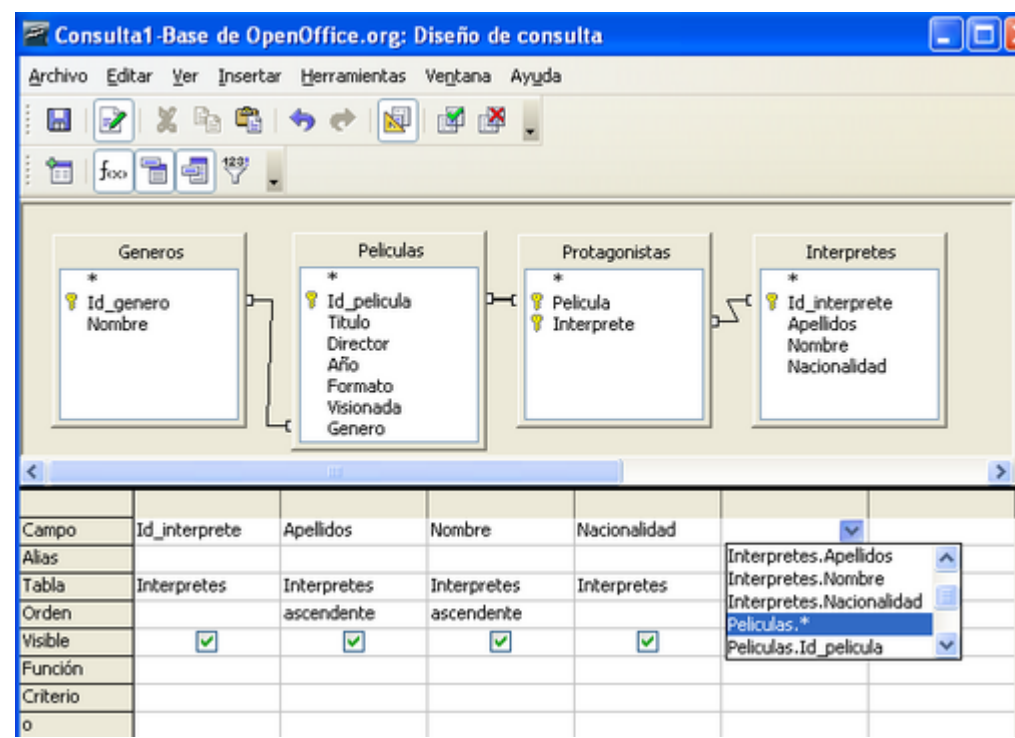 Consulta1-Base de OpenOffice.org: Diseño de consulta
Archivo Editar Ver Insertar Herramientas Ventana Ayuda
f(x) 123!
Generos
*
Id_genero
Nombre
Peliculas
*
Id_pelicula
Titulo
Director
Año
Formato
Visionada
Genero
Protagonistas
*
Pelicula
Interprete
Interpretes
*
Id_interprete
Apellidos
Nombre
Nacionalidad
Campo Id_interprete Apellidos Nombre Nacionalidad
Alias
Tabla Interpretes Interpretes Interpretes Interpretes
Orden ascendente ascendente
Visible
Función
Criterio
o
Interpretes.Apellidos
Interpretes.Nombre
Interpretes.Nacionalidad
Peliculas.*
Peliculas.Id_pelicula